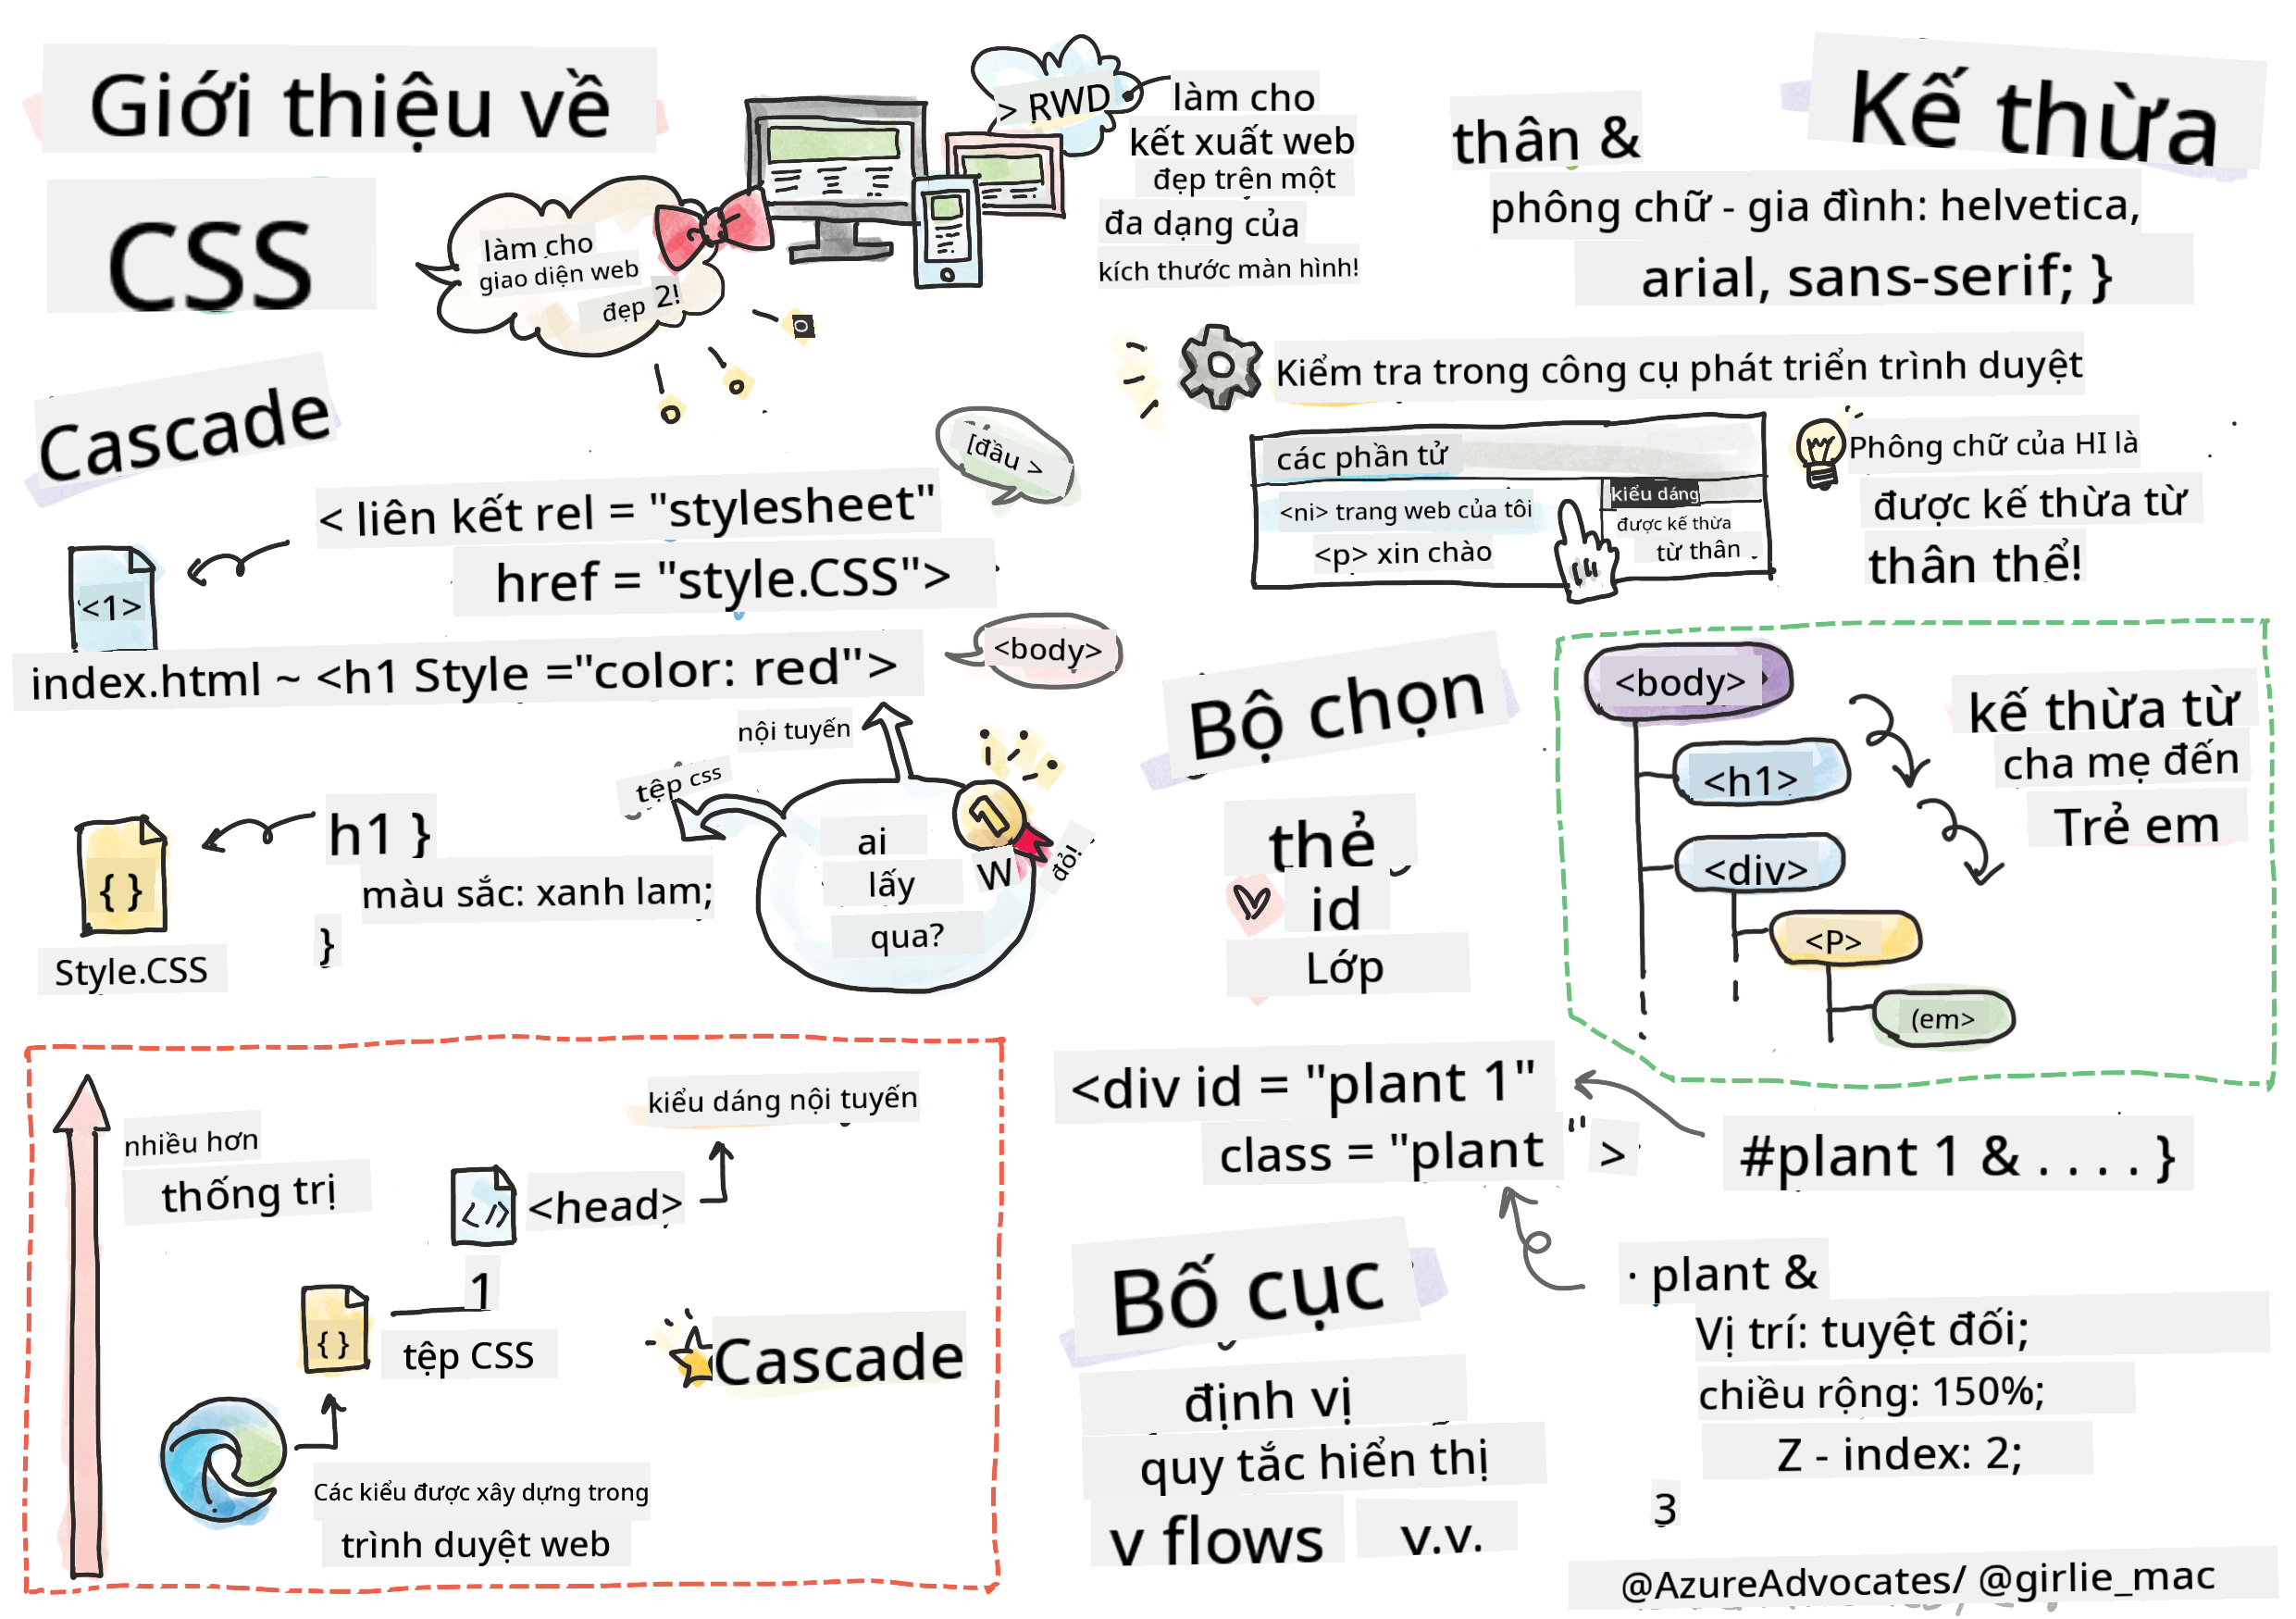 Giới thiệu về
CSS
làm cho
giao diện web
đẹp 2!
> RWD
làm cho
kết xuất web
đẹp trên một
đa dạng của
kích thước màn hình!
Kế thừa
thân &
phông chữ - gia đình: helvetica,
arial, sans-serif; }
Kiểm tra trong công cụ phát triển trình duyệt
các phần tử
<ni> trang web của tôi
<p> xin chào
kiểu dáng
được kế thừa
từ thân
Phông chữ của HI là
được kế thừa từ
thân thể!
Cascade
[đầu >
< liên kết rel = "stylesheet"
href = "style.CSS">
<1>
index.html ~ <h1 Style ="color: red">
<body>
nội tuyến
tệp css
h1 }
màu sắc: xanh lam;
}
{ }
Style.CSS
ai
lấy
qua?
1
W
đỏ!
Bộ chọn
thẻ
id
Lớp
<body>
<h1>
<div>
<P>
(em>
kế thừa từ
cha mẹ đến
Trẻ em
<div id = "plant 1"
class = "plant " >
#plant 1 & . . . . }
· plant &
Vị trí: tuyệt đối;
chiều rộng: 150%;
Z - index: 2;
3
nhiều hơn
thống trị
kiểu dáng nội tuyến
</>
<head>
1
{ }
tệp CSS
Cascade
Các kiểu được xây dựng trong
trình duyệt web
Bố cục
định vị
quy tắc hiển thị
v flows v.v.
@AzureAdvocates/ @girlie_mac